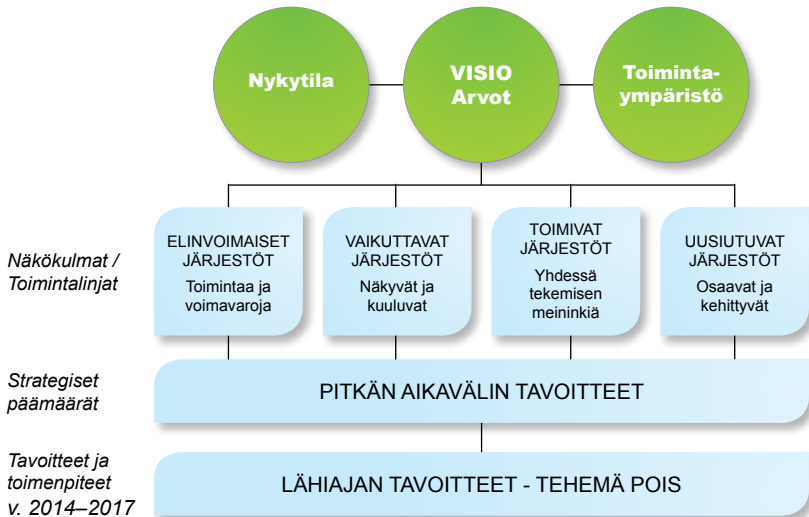 Nykytila
VISIO
Arvot
Toiminta-
ympäristö
Näkökulmat /
Toimintalinjat
ELINVOIMAISET
JÄRJESTÖT
Toimintaa ja
voimavaroja
VAIKUTTAVAT
JÄRJESTÖT
Näkyvät ja
kuuluvat
TOIMIVAT
JÄRJESTÖT
Yhdessä
tekemisen
meininkiä
UUSIUTUVAT
JÄRJESTÖT
Osaavat ja
kehittyvät
Strategiset
päämäärät
PITKÄN AIKAVÄLIN TAVOITTEET
Tavoitteet ja
toimenpiteet
v. 2014–2017
LÄHIAJAN TAVOITTEET - TEHEMÄ POIS